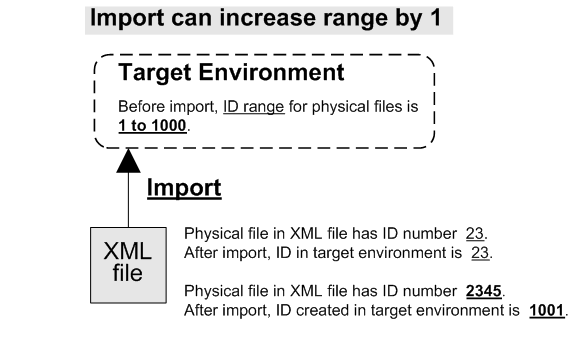 Import can increase range by 1
Target Environment
Before import, ID range for physical files is
1 to 1000.
Import
XML
file
Physical file in XML file has ID number 23.
After import, ID in target environment is 23.
Physical file in XML file has ID number 2345.
After import, ID created in target environment is 1001.